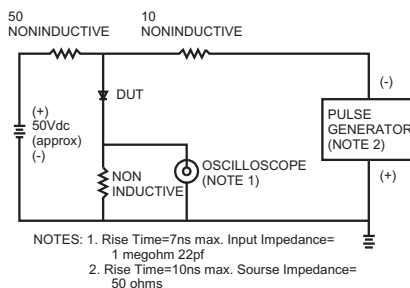 50
NONINDUCTIVE
10
NONINDUCTIVE
(+)
50Vdc
(approx)
(-)
DUT
NON
INDUCTIVE
OSCILLOSCOPE
(NOTE 1)
(-)
PULSE
GENERATOR
(NOTE 2)
(+)
NOTES: 1. Rise Time=7ns max. Input Impedance=
1 megohm 22pf
2. Rise Time=10ns max. Sourse Impedance=
50 ohms